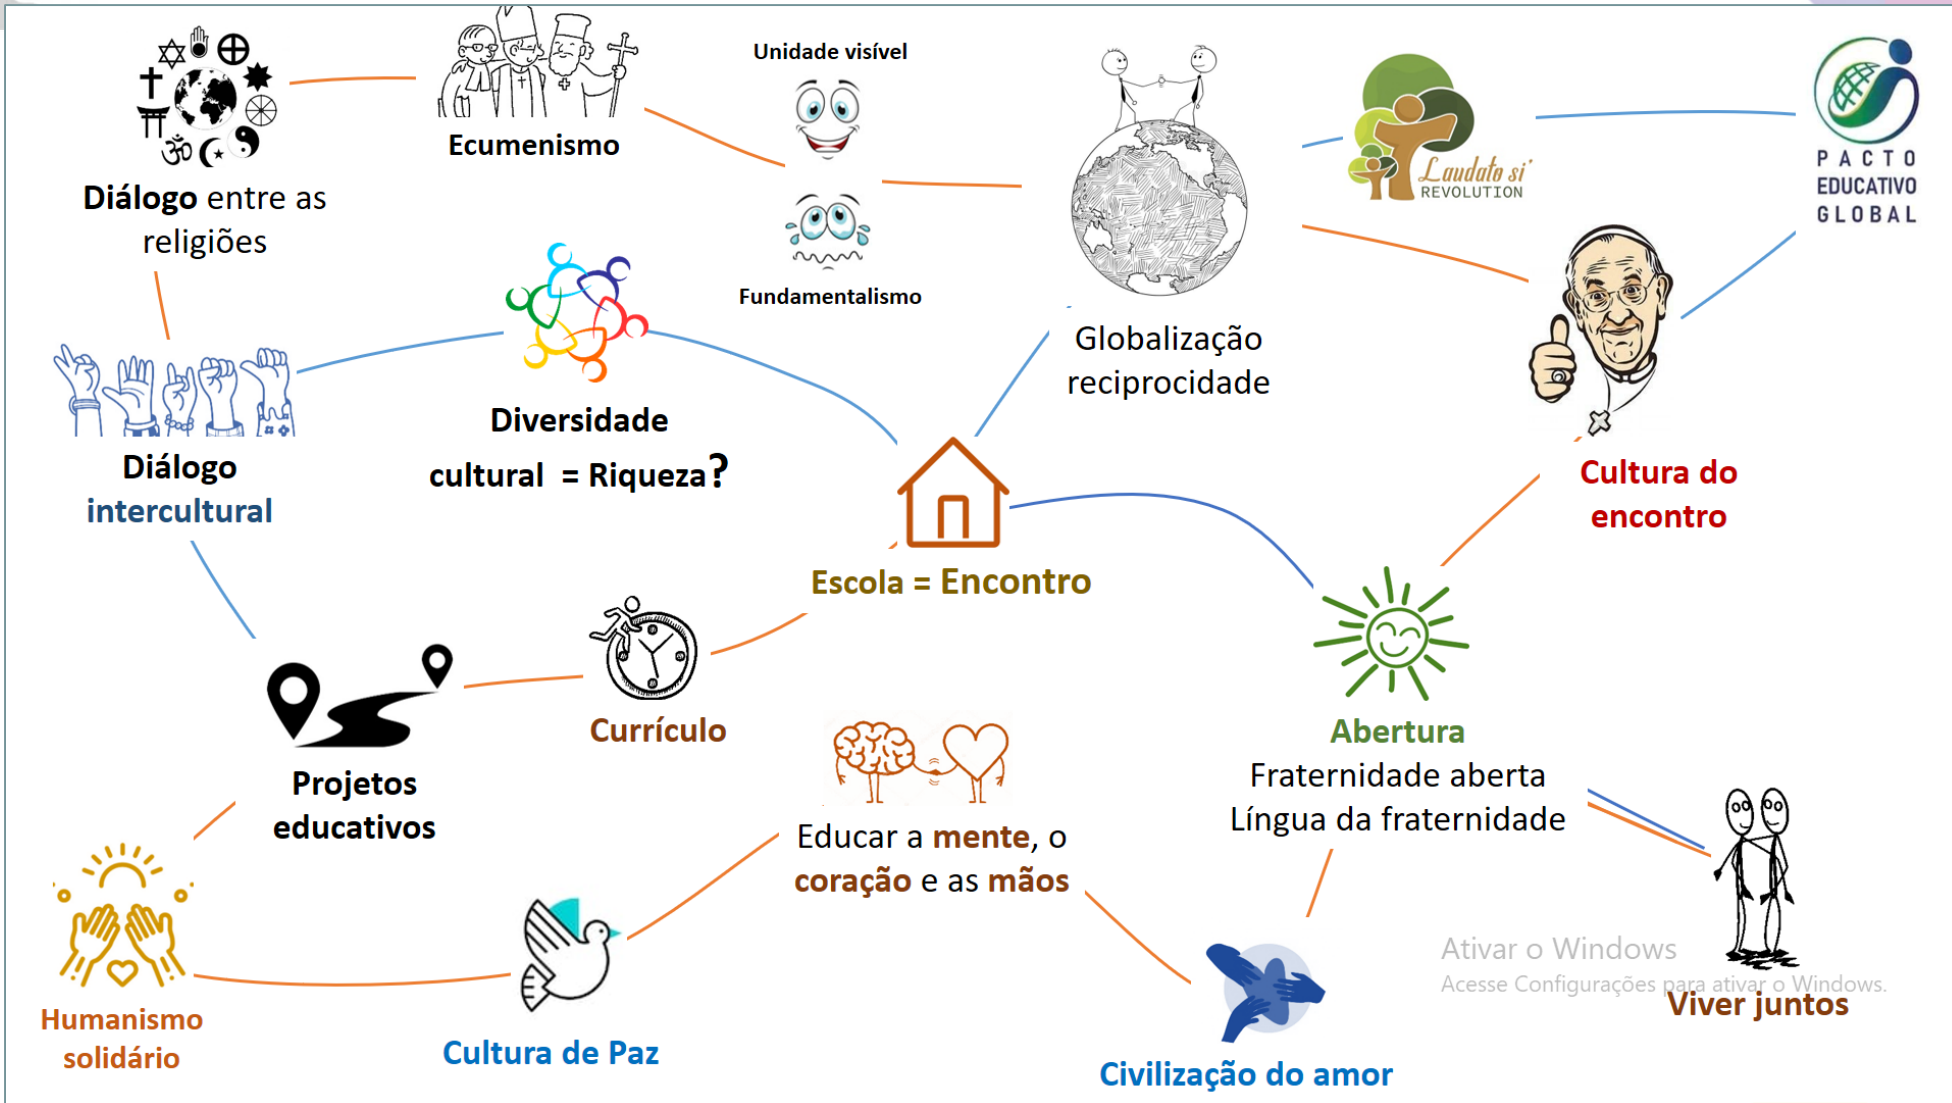 Unidade visível
Ecumenismo
Diálogo entre as
religiões
Fundamentalismo
Laudato si'
REVOLUTION
PACTO
EDUCATIVO
GLOBAL
Globalização
reciprocidade
Diversidade
cultural = Riqueza?
Diálogo
intercultural
Cultura do
encontro
Escola = Encontro
Currículo
Abertura
Fraternidade aberta
Língua da fraternidade
Projetos
educativos
Educar a mente, o
coração e as mãos
Ativar o Windows
Acesse Configurações para ativar o Windows.
Viver juntos
Humanismo
solidário
Cultura de Paz
Civilização do amor